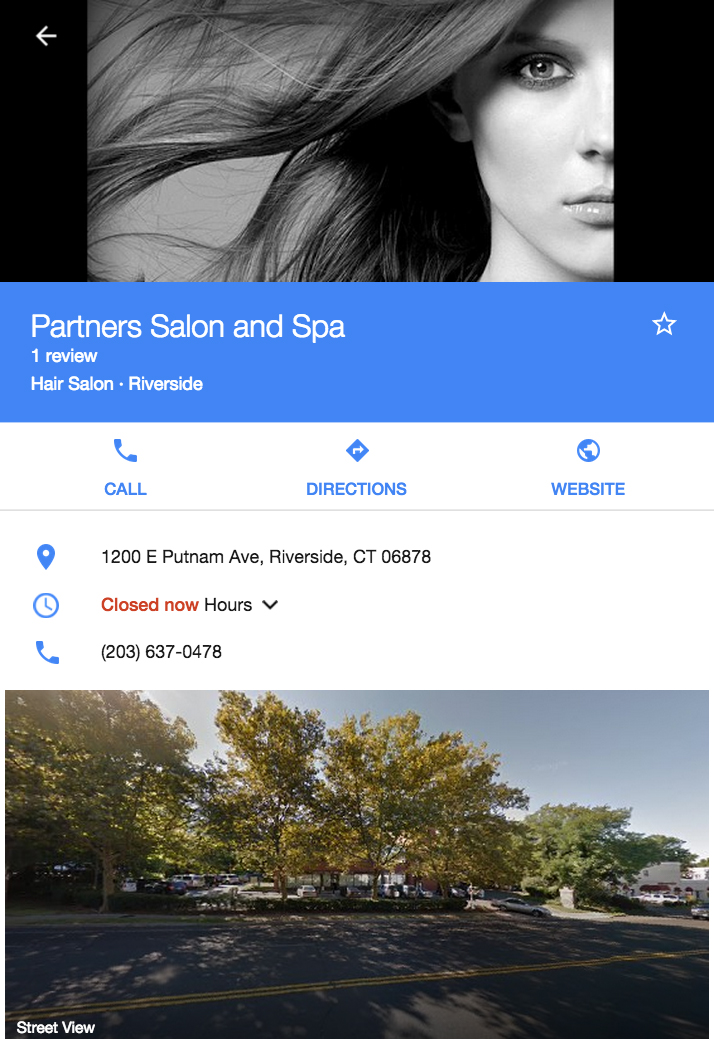 Partners Salon and Spa
1 review
Hair Salon · Riverside
CALL
DIRECTIONS
WEBSITE
1200 E Putnam Ave, Riverside, CT 06878
Closed now Hours
(203) 637-0478
Street View